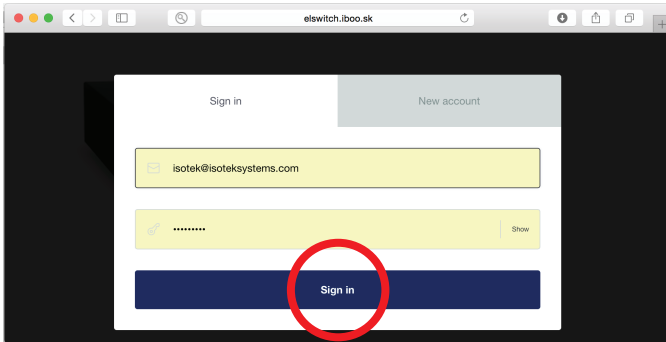 elswitch.iboo.sk
Sign in
New account
isotek@isoteksystems.com
•••••••••
Show
Sign in